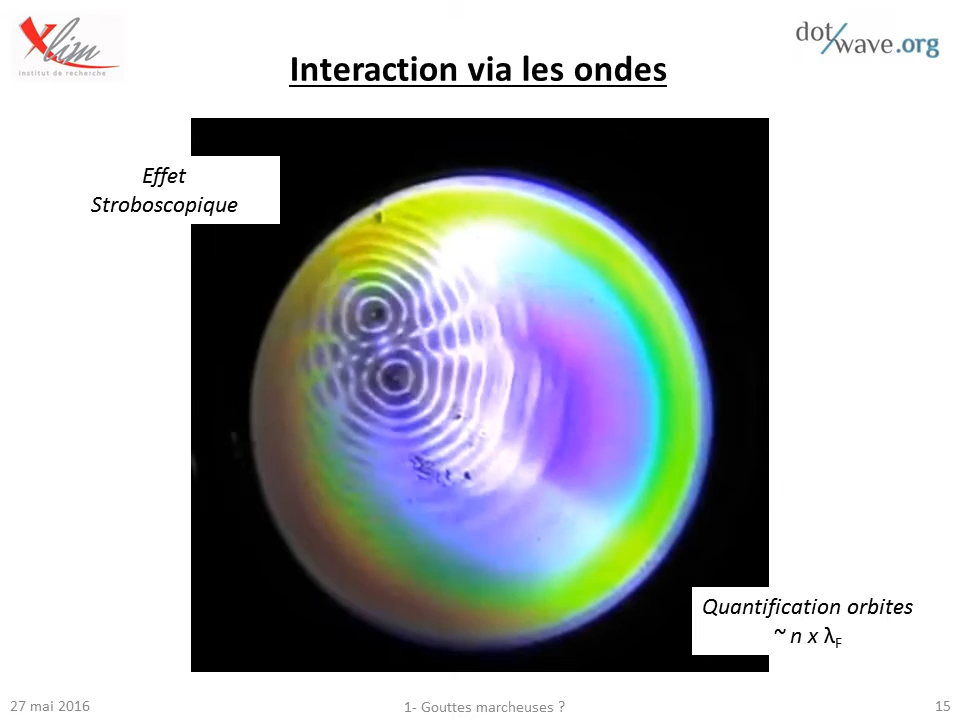 Xlim
Institut de recherche
dot/wave.org
Interaction via les ondes
Effet
Stroboscopique
Quantification orbites
~ n x λF
27 mai 2016
1- Gouttes marcheuses ?
15